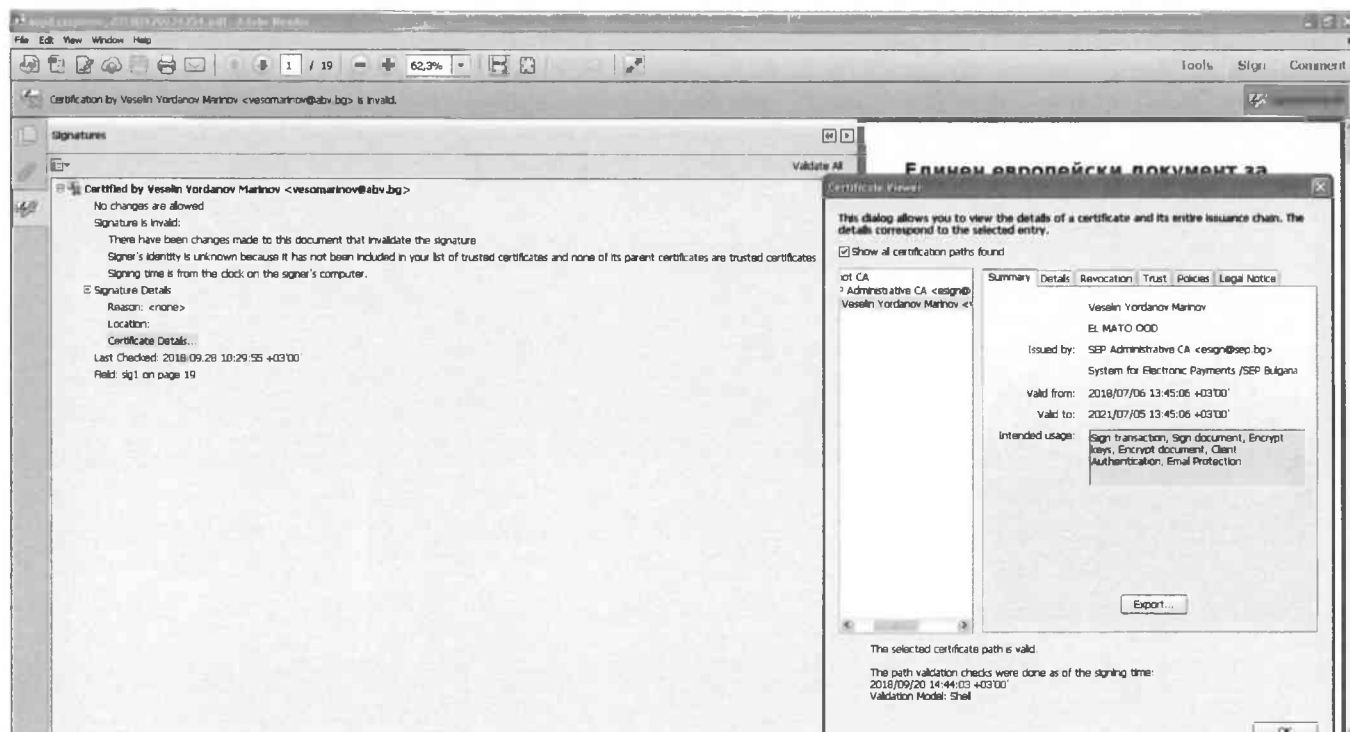 espd-response_20180920024354.pdf - Adobe Reader
File Edit View Window Help
1 / 19 62,3%
Tools Sign Comment
Certification by Veselin Yordanov Marinov <vesomarinov@abv.bg> is invalid.
Signatures
Validate All
Certified by Veselin Yordanov Marinov <vesomarinov@abv.bg>
No changes are allowed
Signature is invalid:
There have been changes made to this document that invalidate the signature
Signer's identity is unknown because it has not been included in your list of trusted certificates and none of its parent certificates are trusted certificates
Signing time is from the clock on the signer's computer.
Signature Details
Reason: <none>
Location:
Certificate Details...
Last Checked: 2018.09.28 10:29:55 +03'00'
Field: sig1 on page 19
Единен европейски документ за
Certificate Viewer
This dialog allows you to view the details of a certificate and its entire issuance chain. The
details correspond to the selected entry.
Show all certification paths found
ot CA
Administrative CA <esign@
Veselin Yordanov Marinov <
Summary Details Revocation Trust Policies Legal Notice
Veselin Yordanov Marinov
EL MATO OOD
Issued by: SEP Administrative CA <esign@sep.bg>
System for Electronic Payments /SEP Bulgaria
Valid from: 2018/07/06 13:45:06 +03'00'
Valid to: 2021/07/05 13:45:06 +03'00'
Intended usage: Sign transaction, Sign document, Encrypt
keys, Encrypt document, Client
Authentication, Email Protection
Export...
The selected certificate path is valid.
The path validation checks were done as of the signing time:
2018/09/20 14:44:03 +03'00'
Validation Model: Shell
OK